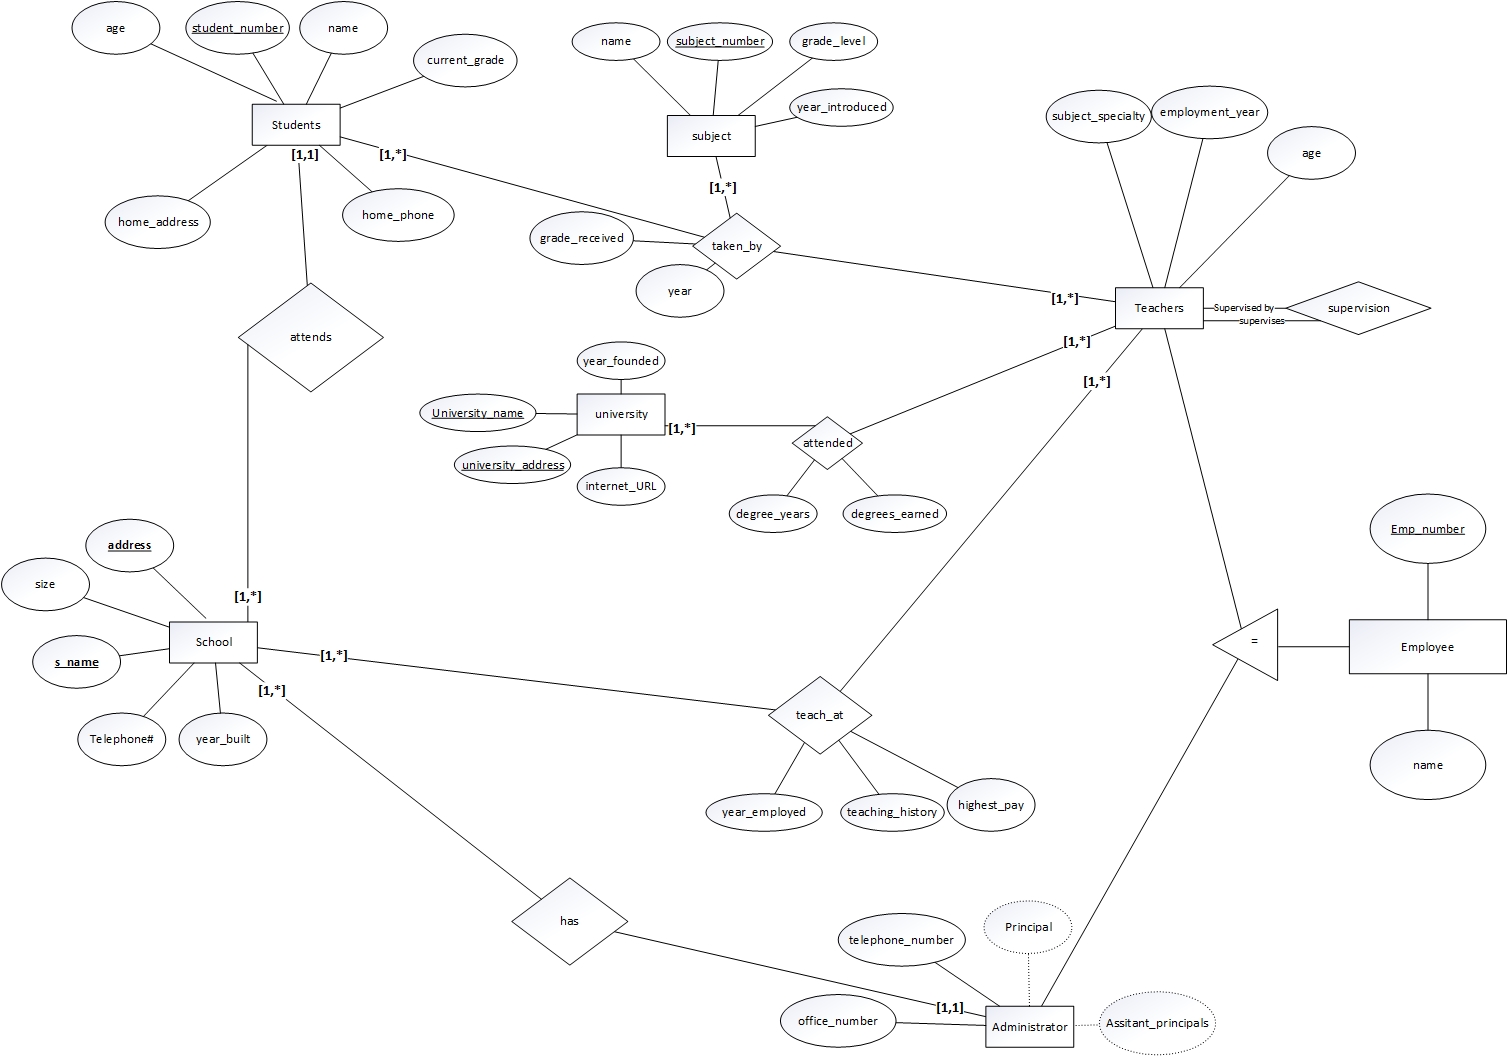 age
student_number
name
current_grade
Students
[1,1]
[1,*]
home_address
home_phone
name
subject_number
grade_level
year_introduced
subject
[1,*]
grade_received
taken_by
year
subject_specialty
employment_year
age
[1,*]
Teachers
Supervised by
supervises
supervision
[1,*]
[1,*]
attends
year_founded
University_name
university
[1,*]
university_address
internet_URL
attended
degree_years
degrees_earned
address
size
[1,*]
School
s_name
[1,*]
[1,*]
Telephone#
year_built
teach_at
year_employed
teaching_history
highest_pay
Emp_number
=
Employee
name
has
telephone_number
Principal
[1,1]
office_number
Administrator
Assitant_principals